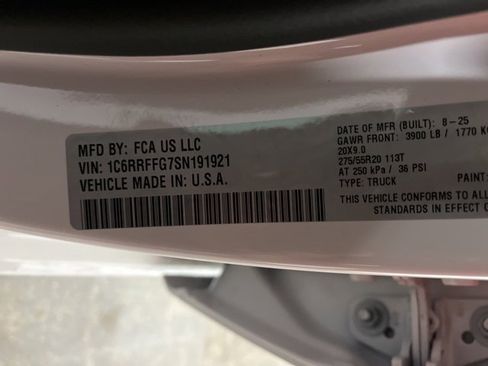 MFD BY: FCA US LLC
VIN: 1C6RRFFG7SN191921
VEHICLE MADE IN: U.S.A.
DATE OF MFR (BUILT): 8-25
GAWR FRONT: 3900 LB / 1770 K
20X9.0
275/55R20 113T
AT 250 kPa / 36 PSI
TYPE: TRUCK PAINT:
THIS VEHICLE CONFORMS TO ALL
STANDARDS IN EFFECT O